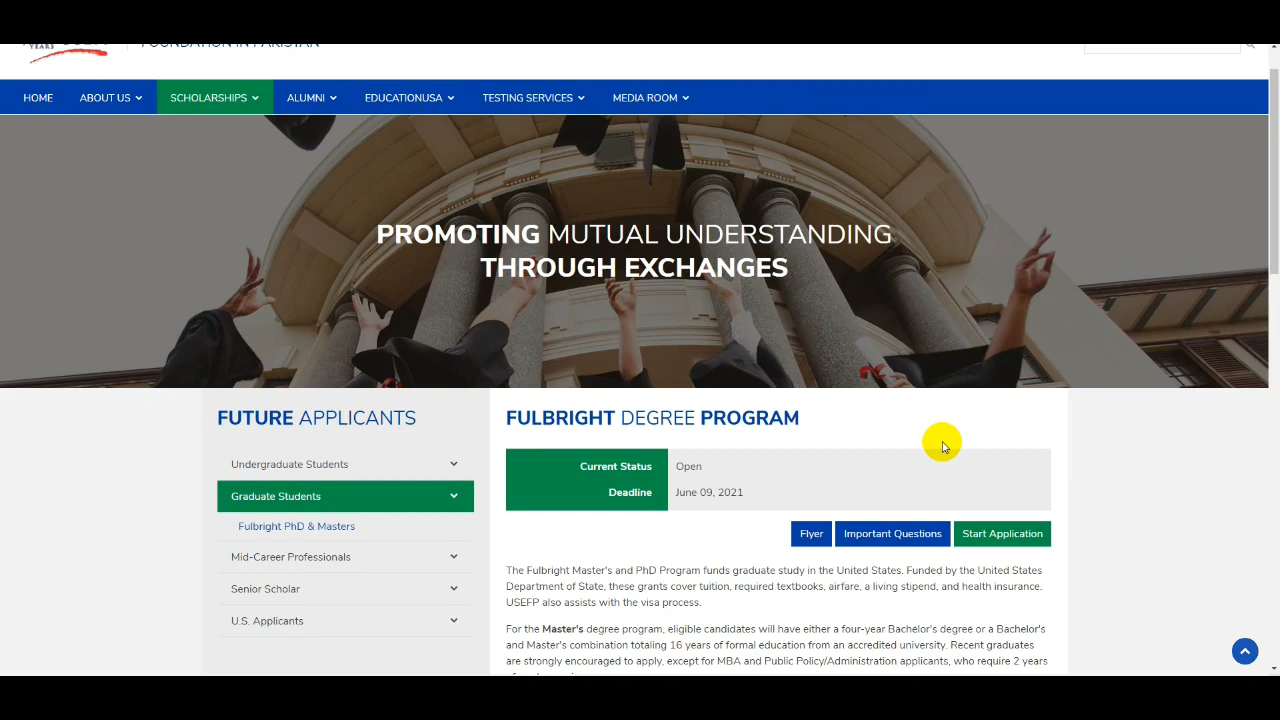 YEARS
FOUNDATION IN PAKISTAN
HOME ABOUT US SCHOLARSHIPS ALUMNI EDUCATIONUSA TESTING SERVICES MEDIA ROOM
PROMOTING MUTUAL UNDERSTANDING
THROUGH EXCHANGES
FUTURE APPLICANTS
Undergraduate Students
Graduate Students
Fulbright PhD & Masters
Mid-Career Professionals
Senior Scholar
U.S. Applicants
FULBRIGHT DEGREE PROGRAM
Current Status Open
Deadline June 09, 2021
Flyer Important Questions Start Application
The Fulbright Master's and PhD Program funds graduate study in the United States. Funded by the United States
Department of State, these grants cover tuition, required textbooks, airfare, a living stipend, and health insurance.
USEFP also assists with the visa process.
For the Master's degree program, eligible candidates will have either a four-year Bachelor's degree or a Bachelor's
and Master's combination totaling 16 years of formal education from an accredited university. Recent graduates
are strongly encouraged to apply, except for MBA and Public Policy/Administration applicants, who require 2 years